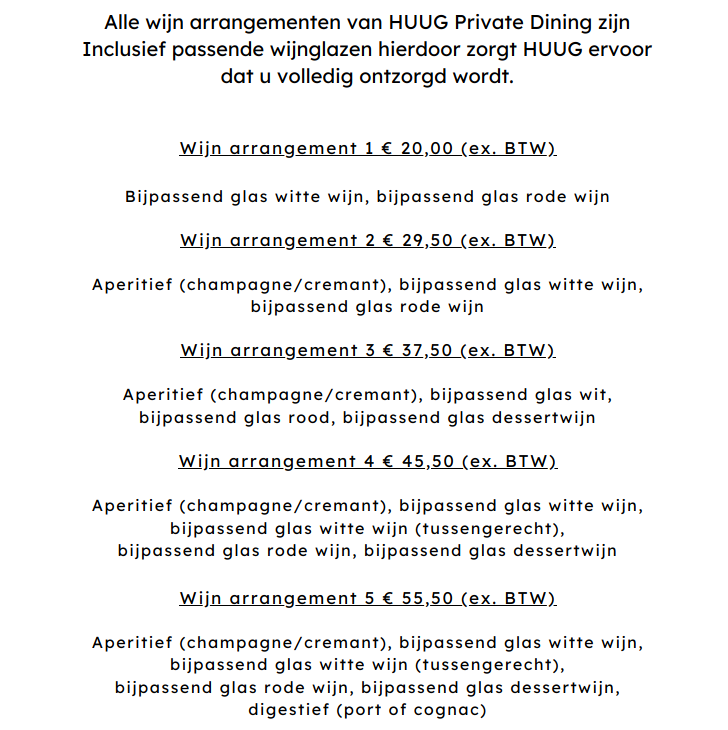 Alle wijn arrangementen van HUUG Private Dining zijn
Inclusief passende wijnglazen hierdoor zorgt HUUG ervoor
dat u volledig ontzorgd wordt.
Wijn arrangement 1 € 20,00 (ex. BTW)
Bijpassend glas witte wijn, bijpassend glas rode wijn
Wijn arrangement 2 € 29,50 (ex. BTW)
Aperitief (champagne/cremant), bijpassend glas witte wijn,
bijpassend glas rode wijn
Wijn arrangement 3 € 37,50 (ex. BTW)
Aperitief (champagne/cremant), bijpassend glas wit,
bijpassend glas rood, bijpassend glas dessertwijn
Wijn arrangement 4 € 45,50 (ex. BTW)
Aperitief (champagne/cremant), bijpassend glas witte wijn,
bijpassend glas witte wijn (tussengerecht),
bijpassend glas rode wijn, bijpassend glas dessertwijn
Wijn arrangement 5 € 55,50 (ex. BTW)
Aperitief (champagne/cremant), bijpassend glas witte wijn,
bijpassend glas witte wijn (tussengerecht),
bijpassend glas rode wijn, bijpassend glas dessertwijn,
digestief (port of cognac)